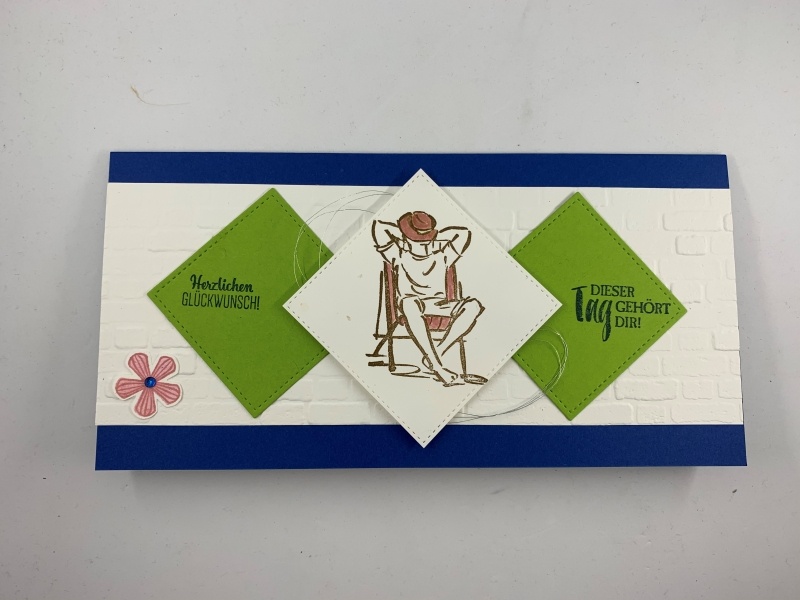 Herzlichen
GLÜCKWUNSCH!
DIESER
Tag GEHÖRT
DIR!